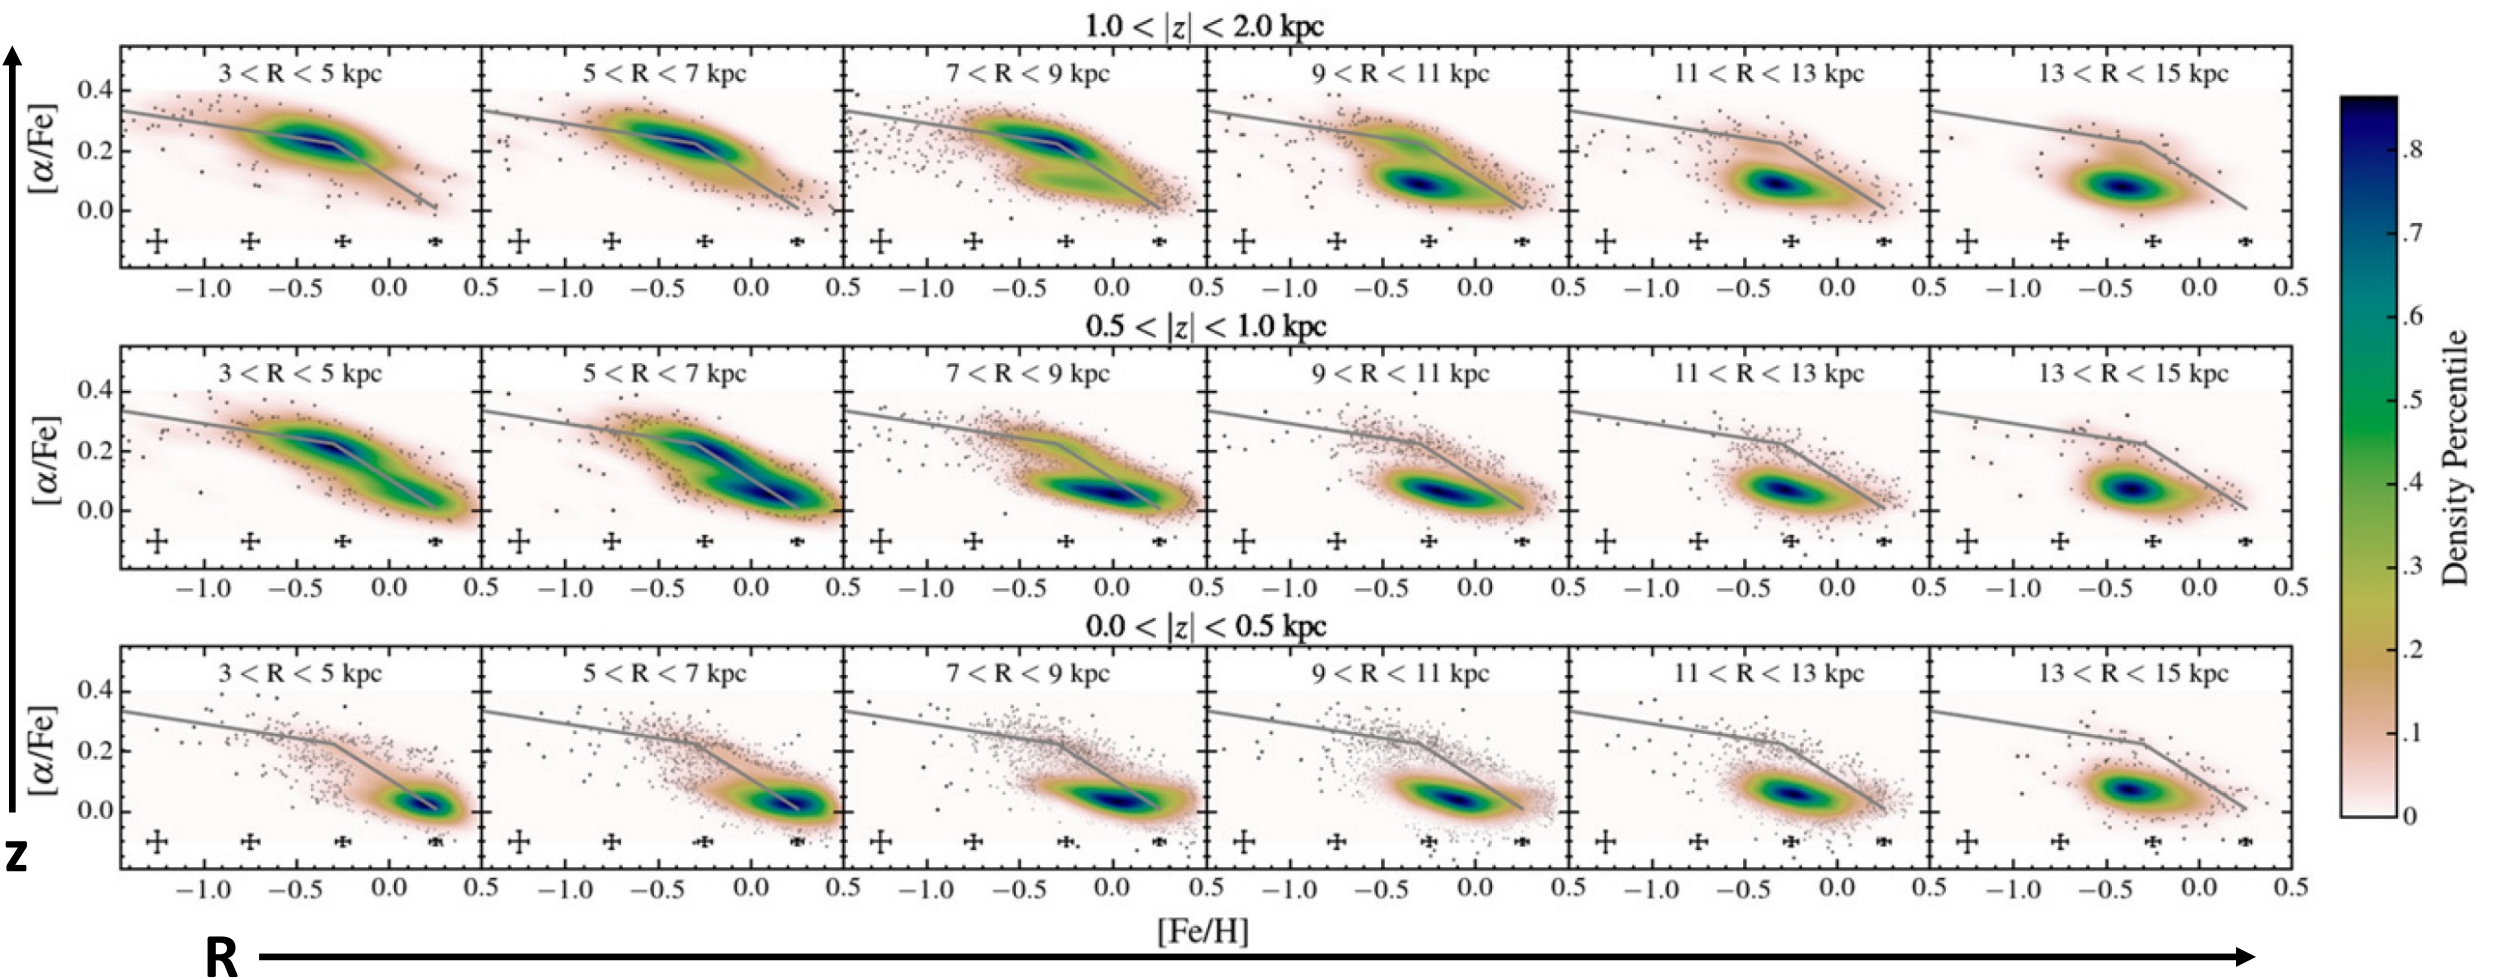 1.0 < |z| < 2.0 kpc
3 < R < 5 kpc 5 < R < 7 kpc 7 < R < 9 kpc 9 < R < 11 kpc 11 < R < 13 kpc 13 < R < 15 kpc
[α/Fe]
0.4
0.2
0.0
−1.0 −0.5 0.0 0.5 −1.0 −0.5 0.0 0.5 −1.0 −0.5 0.0 0.5 −1.0 −0.5 0.0 0.5 −1.0 −0.5 0.0 0.5 −1.0 −0.5 0.0 0.5
0.5 < |z| < 1.0 kpc
3 < R < 5 kpc 5 < R < 7 kpc 7 < R < 9 kpc 9 < R < 11 kpc 11 < R < 13 kpc 13 < R < 15 kpc
[α/Fe]
0.4
0.2
0.0
−1.0 −0.5 0.0 0.5 −1.0 −0.5 0.0 0.5 −1.0 −0.5 0.0 0.5 −1.0 −0.5 0.0 0.5 −1.0 −0.5 0.0 0.5 −1.0 −0.5 0.0 0.5
0.0 < |z| < 0.5 kpc
3 < R < 5 kpc 5 < R < 7 kpc 7 < R < 9 kpc 9 < R < 11 kpc 11 < R < 13 kpc 13 < R < 15 kpc
[α/Fe]
0.4
0.2
0.0
−1.0 −0.5 0.0 0.5 −1.0 −0.5 0.0 0.5 −1.0 −0.5 0.0 0.5 −1.0 −0.5 0.0 0.5 −1.0 −0.5 0.0 0.5 −1.0 −0.5 0.0 0.5
[Fe/H]
z
R
.8
.7
.6
.5
.4
.3
.2
.1
0
Density Percentile